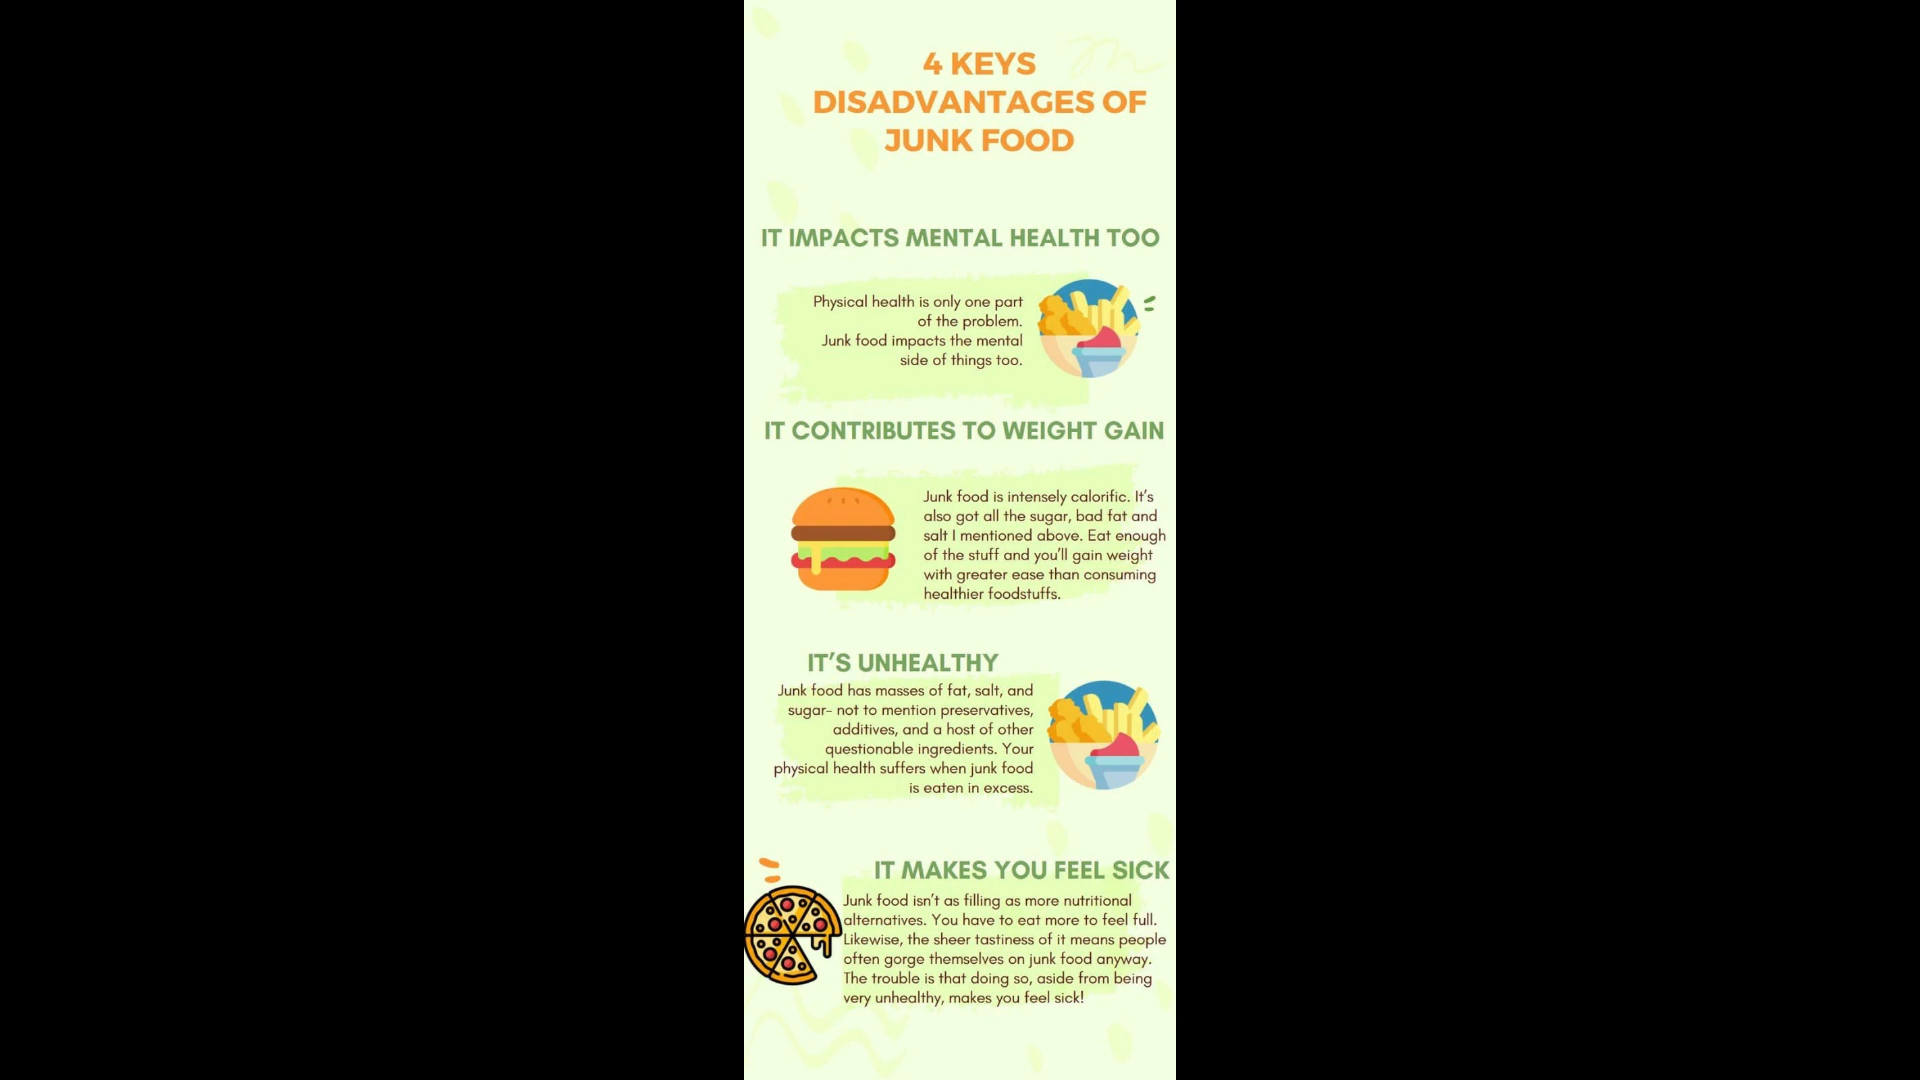 4 KEYS
DISADVANTAGES OF
JUNK FOOD
IT IMPACTS MENTAL HEALTH TOO
Physical health is only one part
of the problem.
Junk food impacts the mental
side of things too.
IT CONTRIBUTES TO WEIGHT GAIN
Junk food is intensely calorific. It's
also got all the sugar, bad fat and
salt I mentioned above. Eat enough
of the stuff and you'll gain weight
with greater ease than consuming
healthier foodstuffs.
IT'S UNHEALTHY
Junk food has masses of fat, salt, and
sugar- not to mention preservatives,
additives, and a host of other
questionable ingredients. Your
physical health suffers when junk food
is eaten in excess.
IT MAKES YOU FEEL SICK
Junk food isn't as filling as more nutritional
alternatives. You have to eat more to feel full.
Likewise, the sheer tastiness of it means people
often gorge themselves on junk food anyway.
The trouble is that doing so, aside from being
very unhealthy, makes you feel sick!